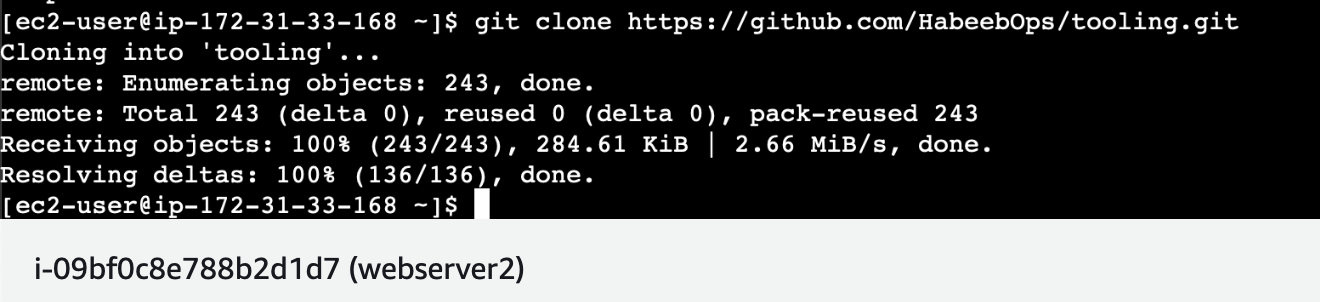 [ec2-user@ip-172-31-33-168 ~]$ git clone https://github.com/HabeebOps/tooling.git
Cloning into 'tooling'...
remote: Enumerating objects: 243, done.
remote: Total 243 (delta 0), reused 0 (delta 0), pack-reused 243
Receiving objects: 100% (243/243), 284.61 KiB | 2.66 MiB/s, done.
Resolving deltas: 100% (136/136), done.
[ec2-user@ip-172-31-33-168 ~]$
i-09bf0c8e788b2d1d7 (webserver2)